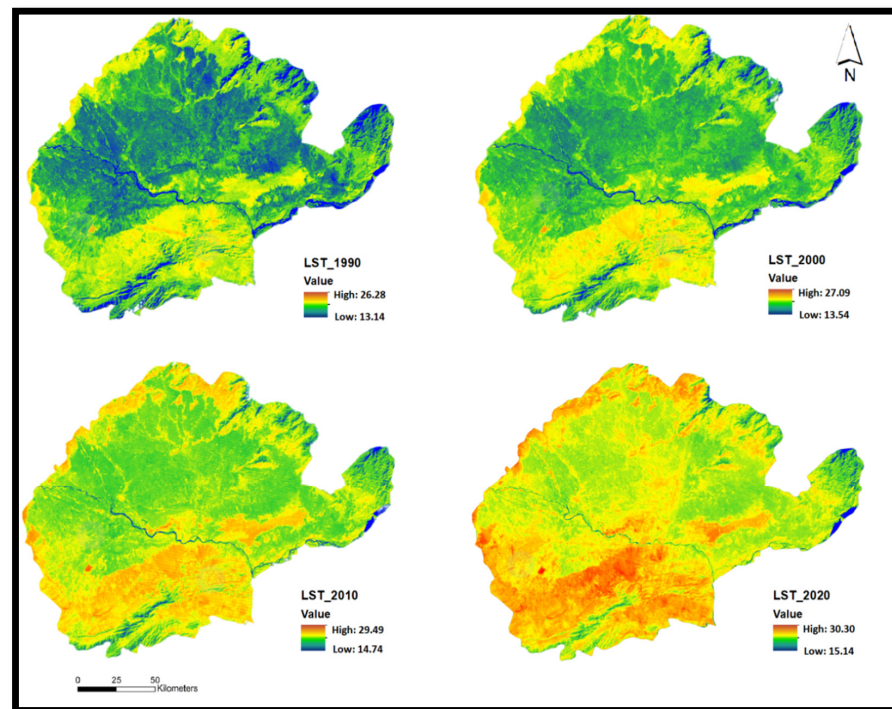 N
LST_1990
Value
High: 26.28
Low: 13.14
LST_2000
Value
High: 27.09
Low: 13.54
LST_2010
Value
High: 29.49
Low: 14.74
LST_2020
Value
High: 30.30
Low: 15.14
0 25 50
Kilometers